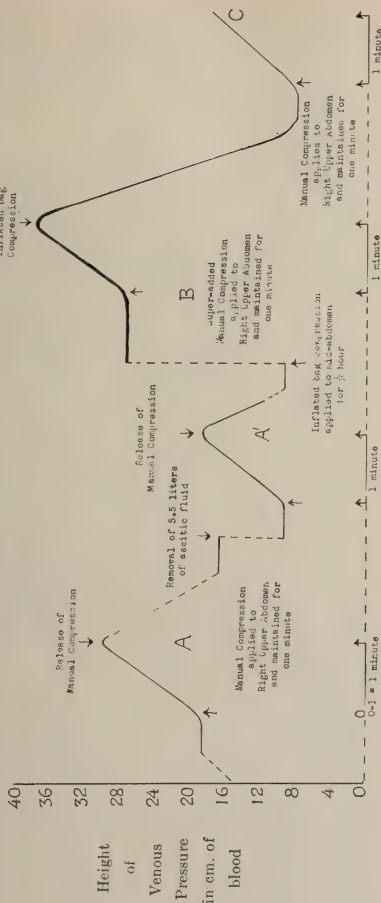 Inflated bag
Compression
C
Release of
Manual Compression
Release of
Manual Compression
Removal of 5.5 liters
of ascitic fluid
A
A'
B
Manual Compression
applied to
Right Upper Abdomen
and maintained for
one minute
Super-added
Manual Compression
applied to
Right Upper Abdomen
and maintained for
one minute
Manual Compression
applied to
Right Upper Abdomen
and maintained for
one minute
Inflated bag compression
applied to mid-abdomen
for hour
40
36
32
28
24
20
16
12
8
4
0
Height
of
Venous
Pressure
in cm. of
blood
0
0-1 = 1 minute
1 minute
1 minute
1 minute